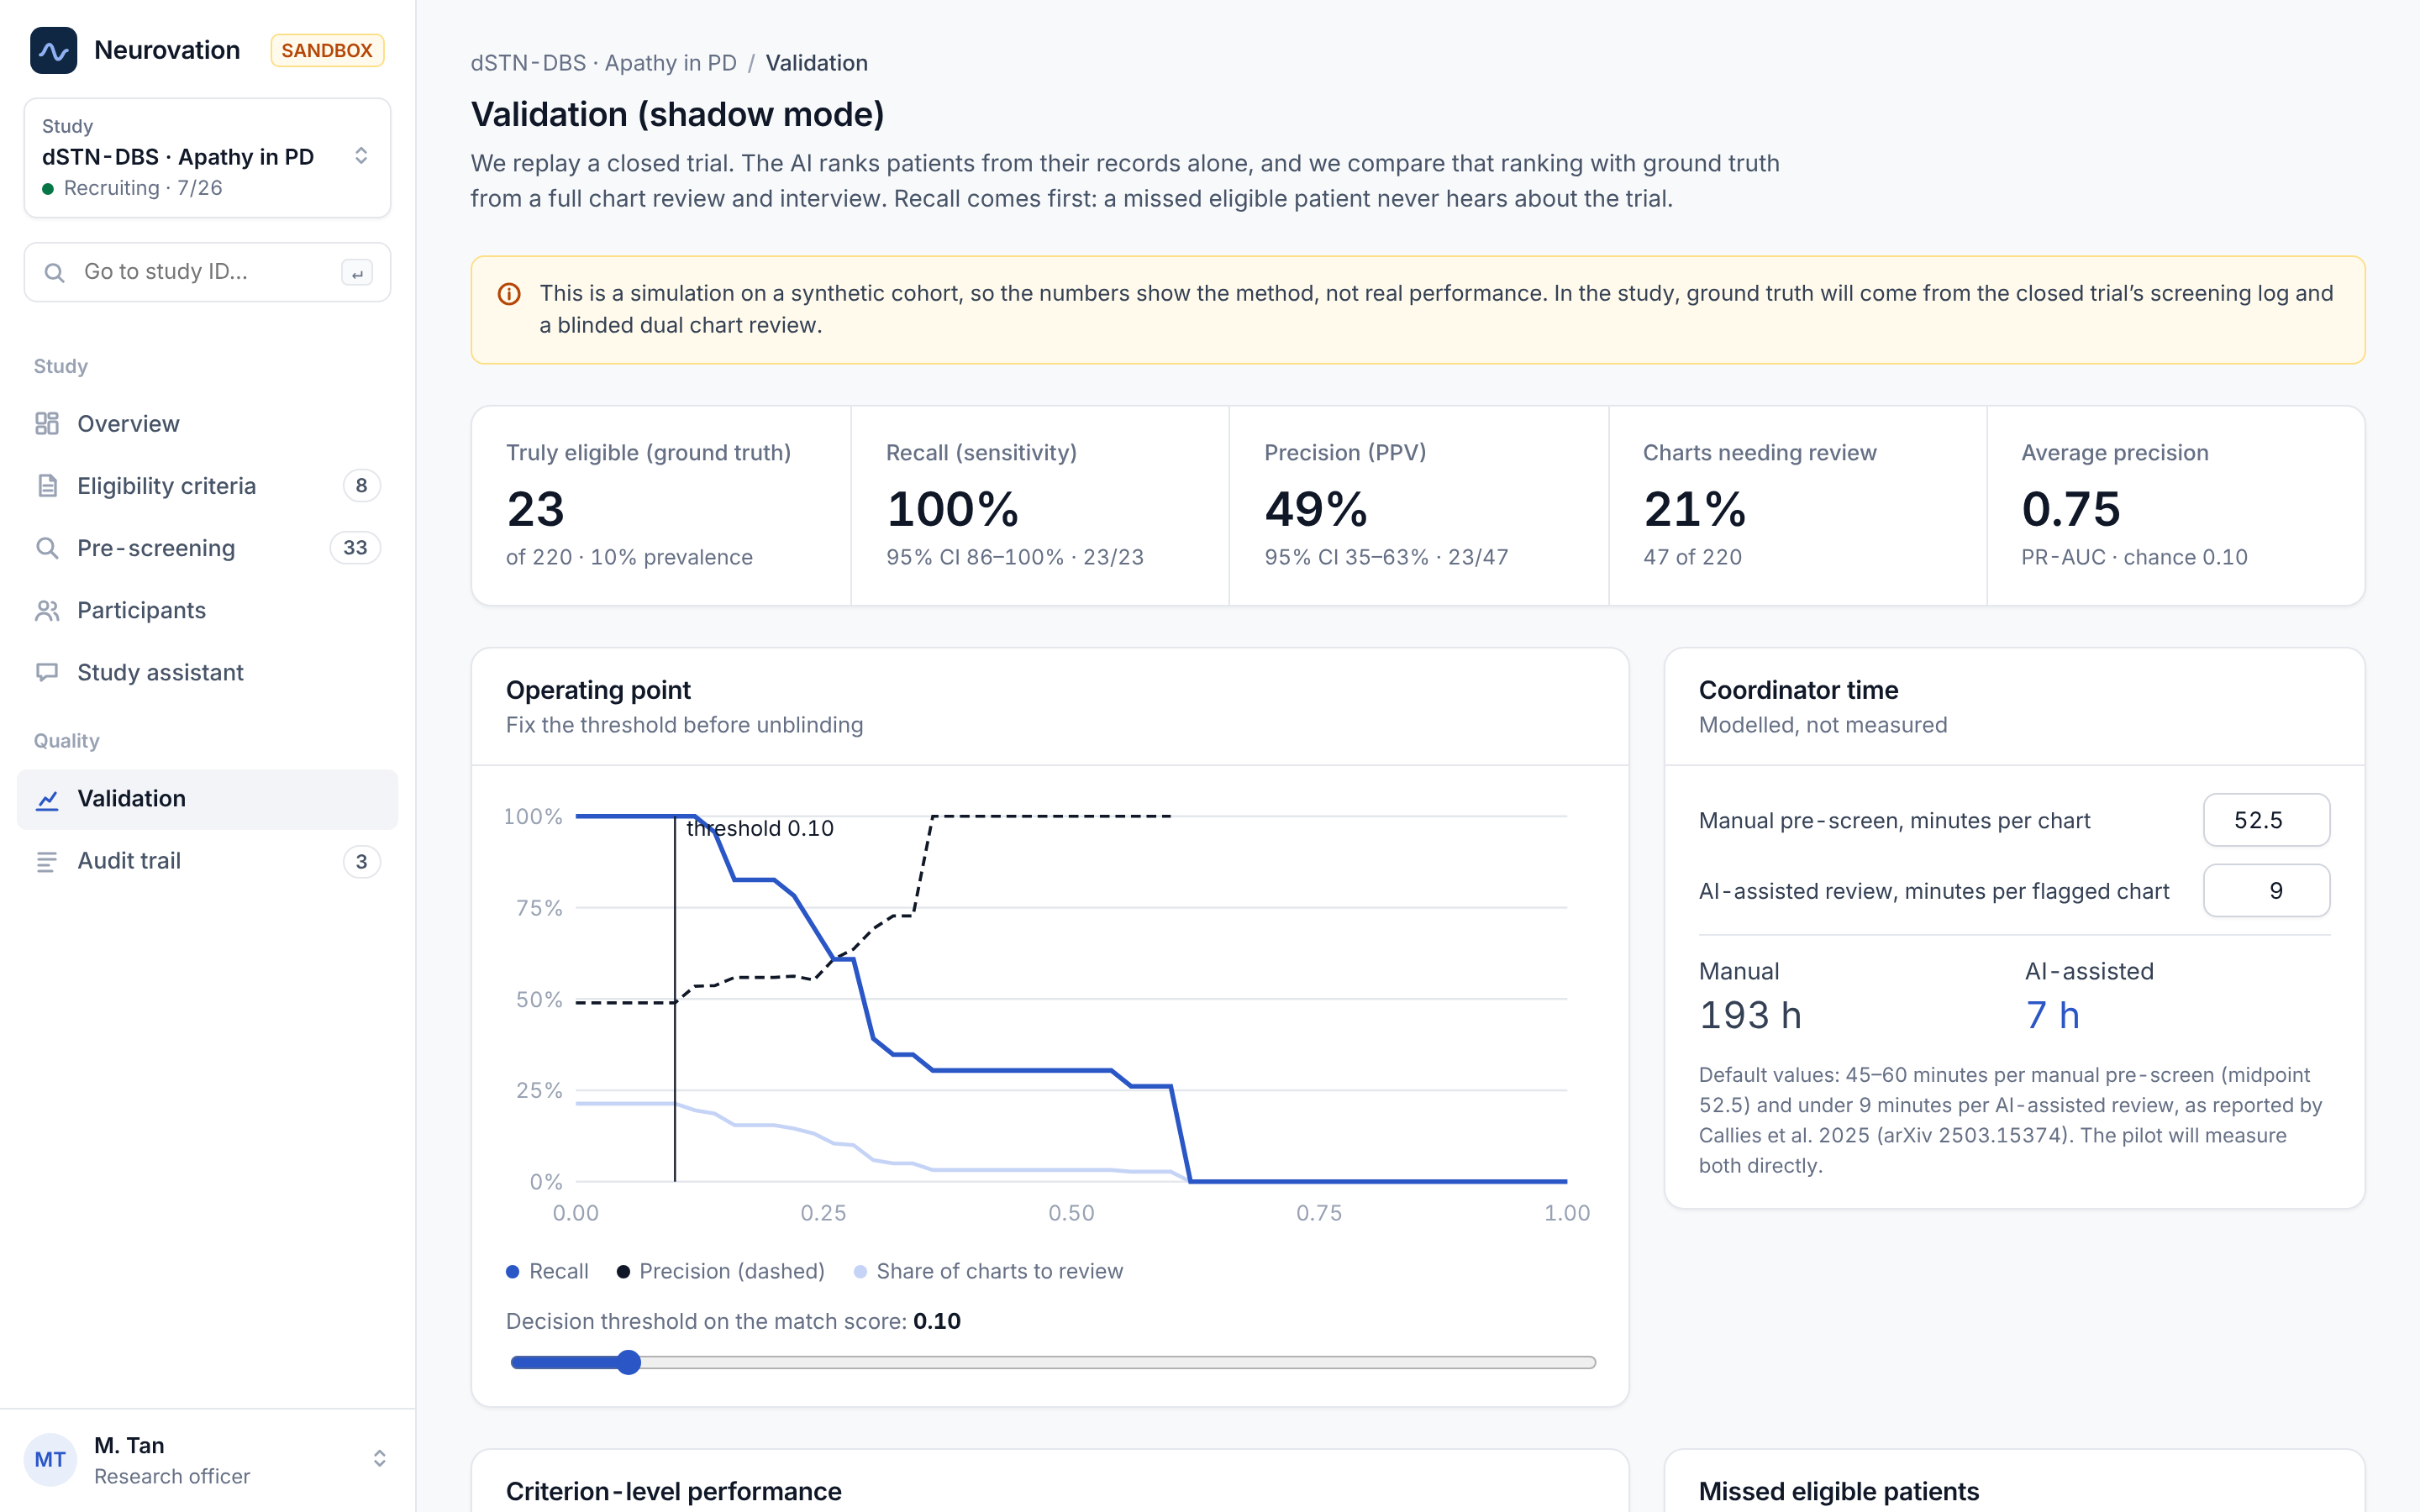 Neurovation
SANDBOX
Study
dSTN-DBS · Apathy in PD
Recruiting · 7/26
Go to study ID...
Study
Overview
Eligibility criteria
8
Pre-screening
33
Participants
Study assistant
Quality
Validation
Audit trail
3
MT
M. Tan
Research officer
dSTN-DBS · Apathy in PD / Validation
Validation (shadow mode)
We replay a closed trial. The AI ranks patients from their records alone, and we compare that ranking with ground truth
from a full chart review and interview. Recall comes first: a missed eligible patient never hears about the trial.
This is a simulation on a synthetic cohort, so the numbers show the method, not real performance. In the study, ground truth will come from the closed trial’s screening log and
a blinded dual chart review.
Truly eligible (ground truth)
23
of 220 · 10% prevalence
Recall (sensitivity)
100%
95% CI 86–100% · 23/23
Precision (PPV)
49%
95% CI 35–63% · 23/47
Charts needing review
21%
47 of 220
Average precision
0.75
PR-AUC · chance 0.10
Operating point
Fix the threshold before unblinding
100%
threshold 0.10
75%
50%
25%
0%
0.00
0.25
0.50
0.75
1.00
Recall
Precision (dashed)
Share of charts to review
Decision threshold on the match score: 0.10
Coordinator time
Modelled, not measured
Manual pre-screen, minutes per chart
52.5
AI-assisted review, minutes per flagged chart
9
Manual
193 h
AI-assisted
7 h
Default values: 45–60 minutes per manual pre-screen (midpoint
52.5) and under 9 minutes per AI-assisted review, as reported by
Callies et al. 2025 (arXiv 2503.15374). The pilot will measure
both directly.
Criterion-level performance
Missed eligible patients